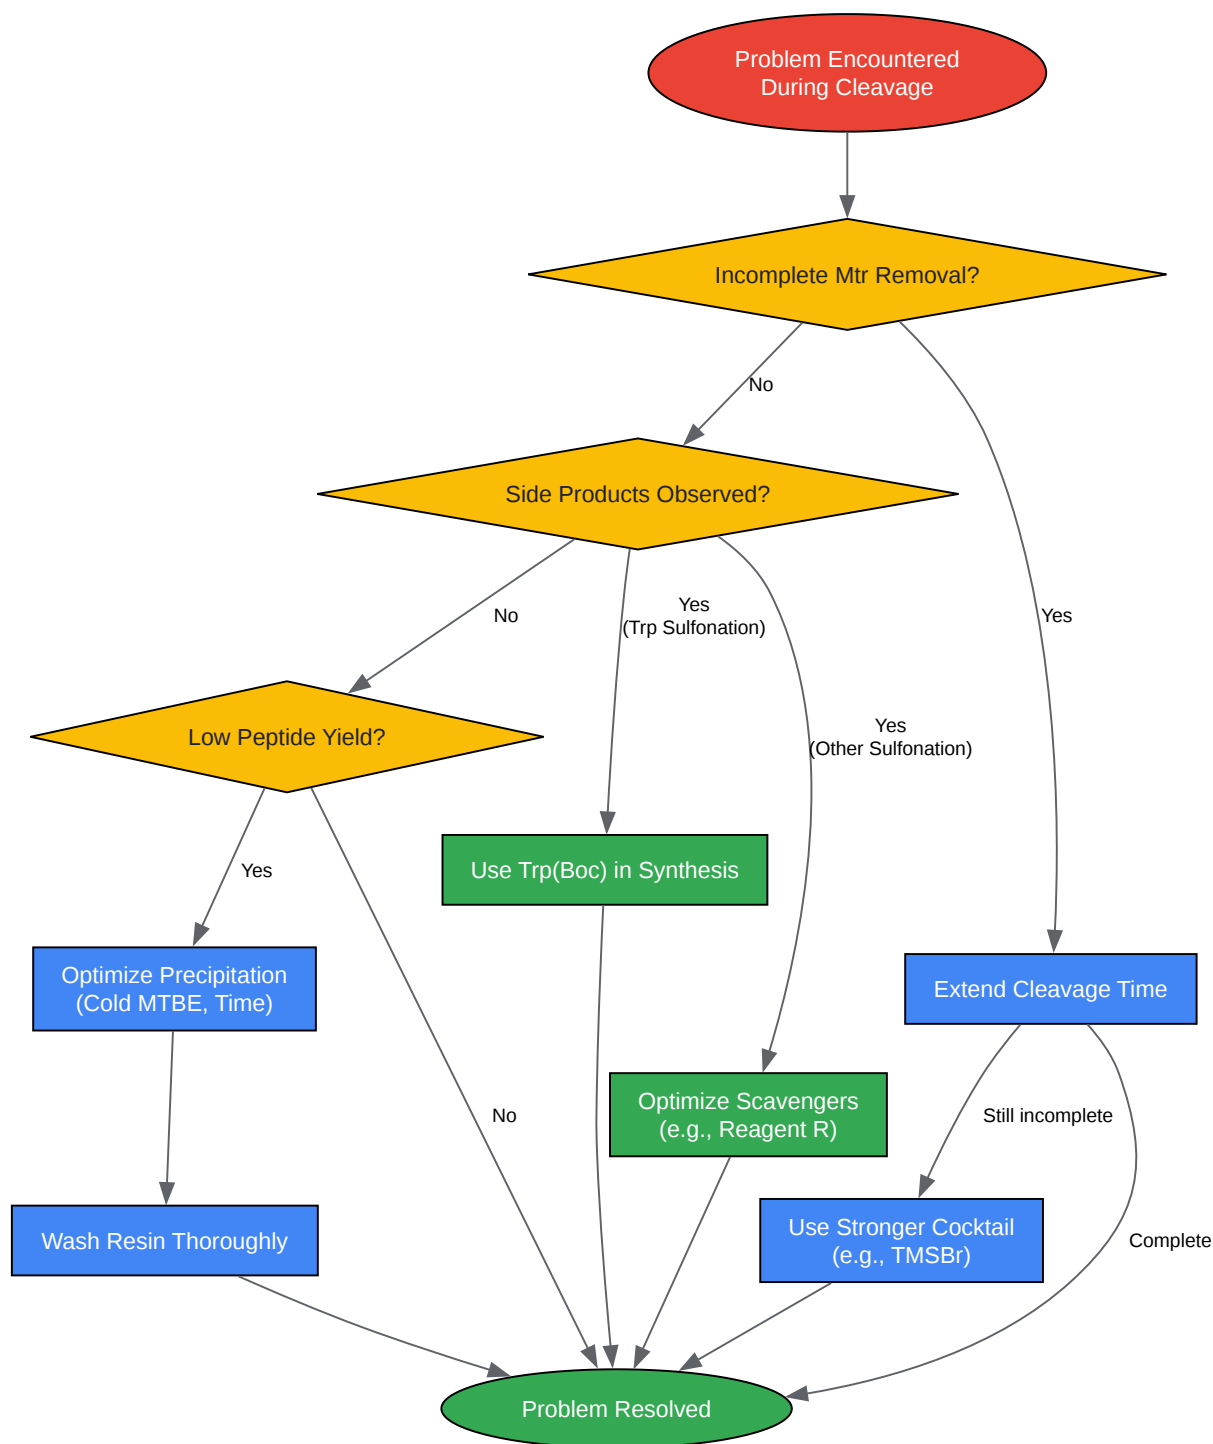 Problem Encountered
During Cleavage
Incomplete Mtr Removal?
No
Side Products Observed?
Yes
(Trp Sulfonation)
No
Yes
Low Peptide Yield?
Yes
(Other Sulfonation)
Yes
Use Trp(Boc) in Synthesis
Optimize Precipitation
(Cold MTBE, Time)
Extend Cleavage Time
No
Optimize Scavengers
(e.g., Reagent R)
Still incomplete
Wash Resin Thoroughly
Use Stronger Cocktail
(e.g., TMSBr)
Complete
Problem Resolved